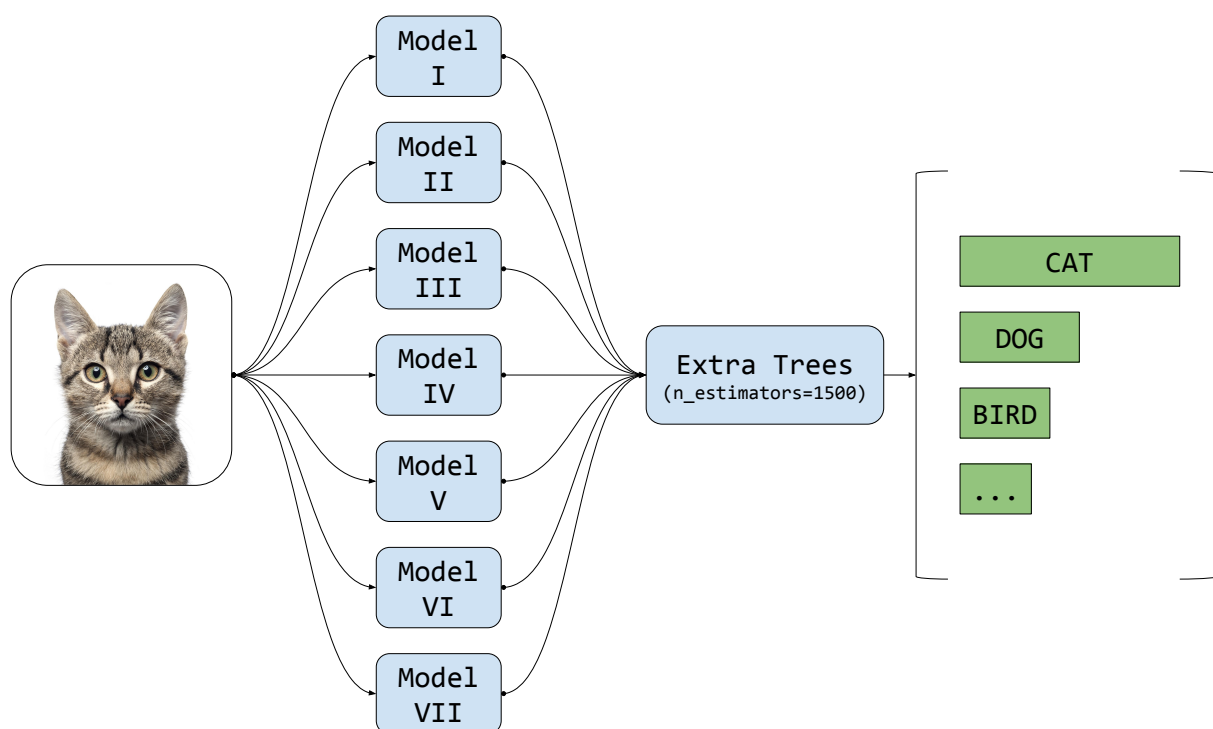 Model
I
Model
II
Model
III
Model
IV
Model
V
Model
VI
Model
VII
Extra Trees
(n_estimators=1500)
CAT
DOG
BIRD
...